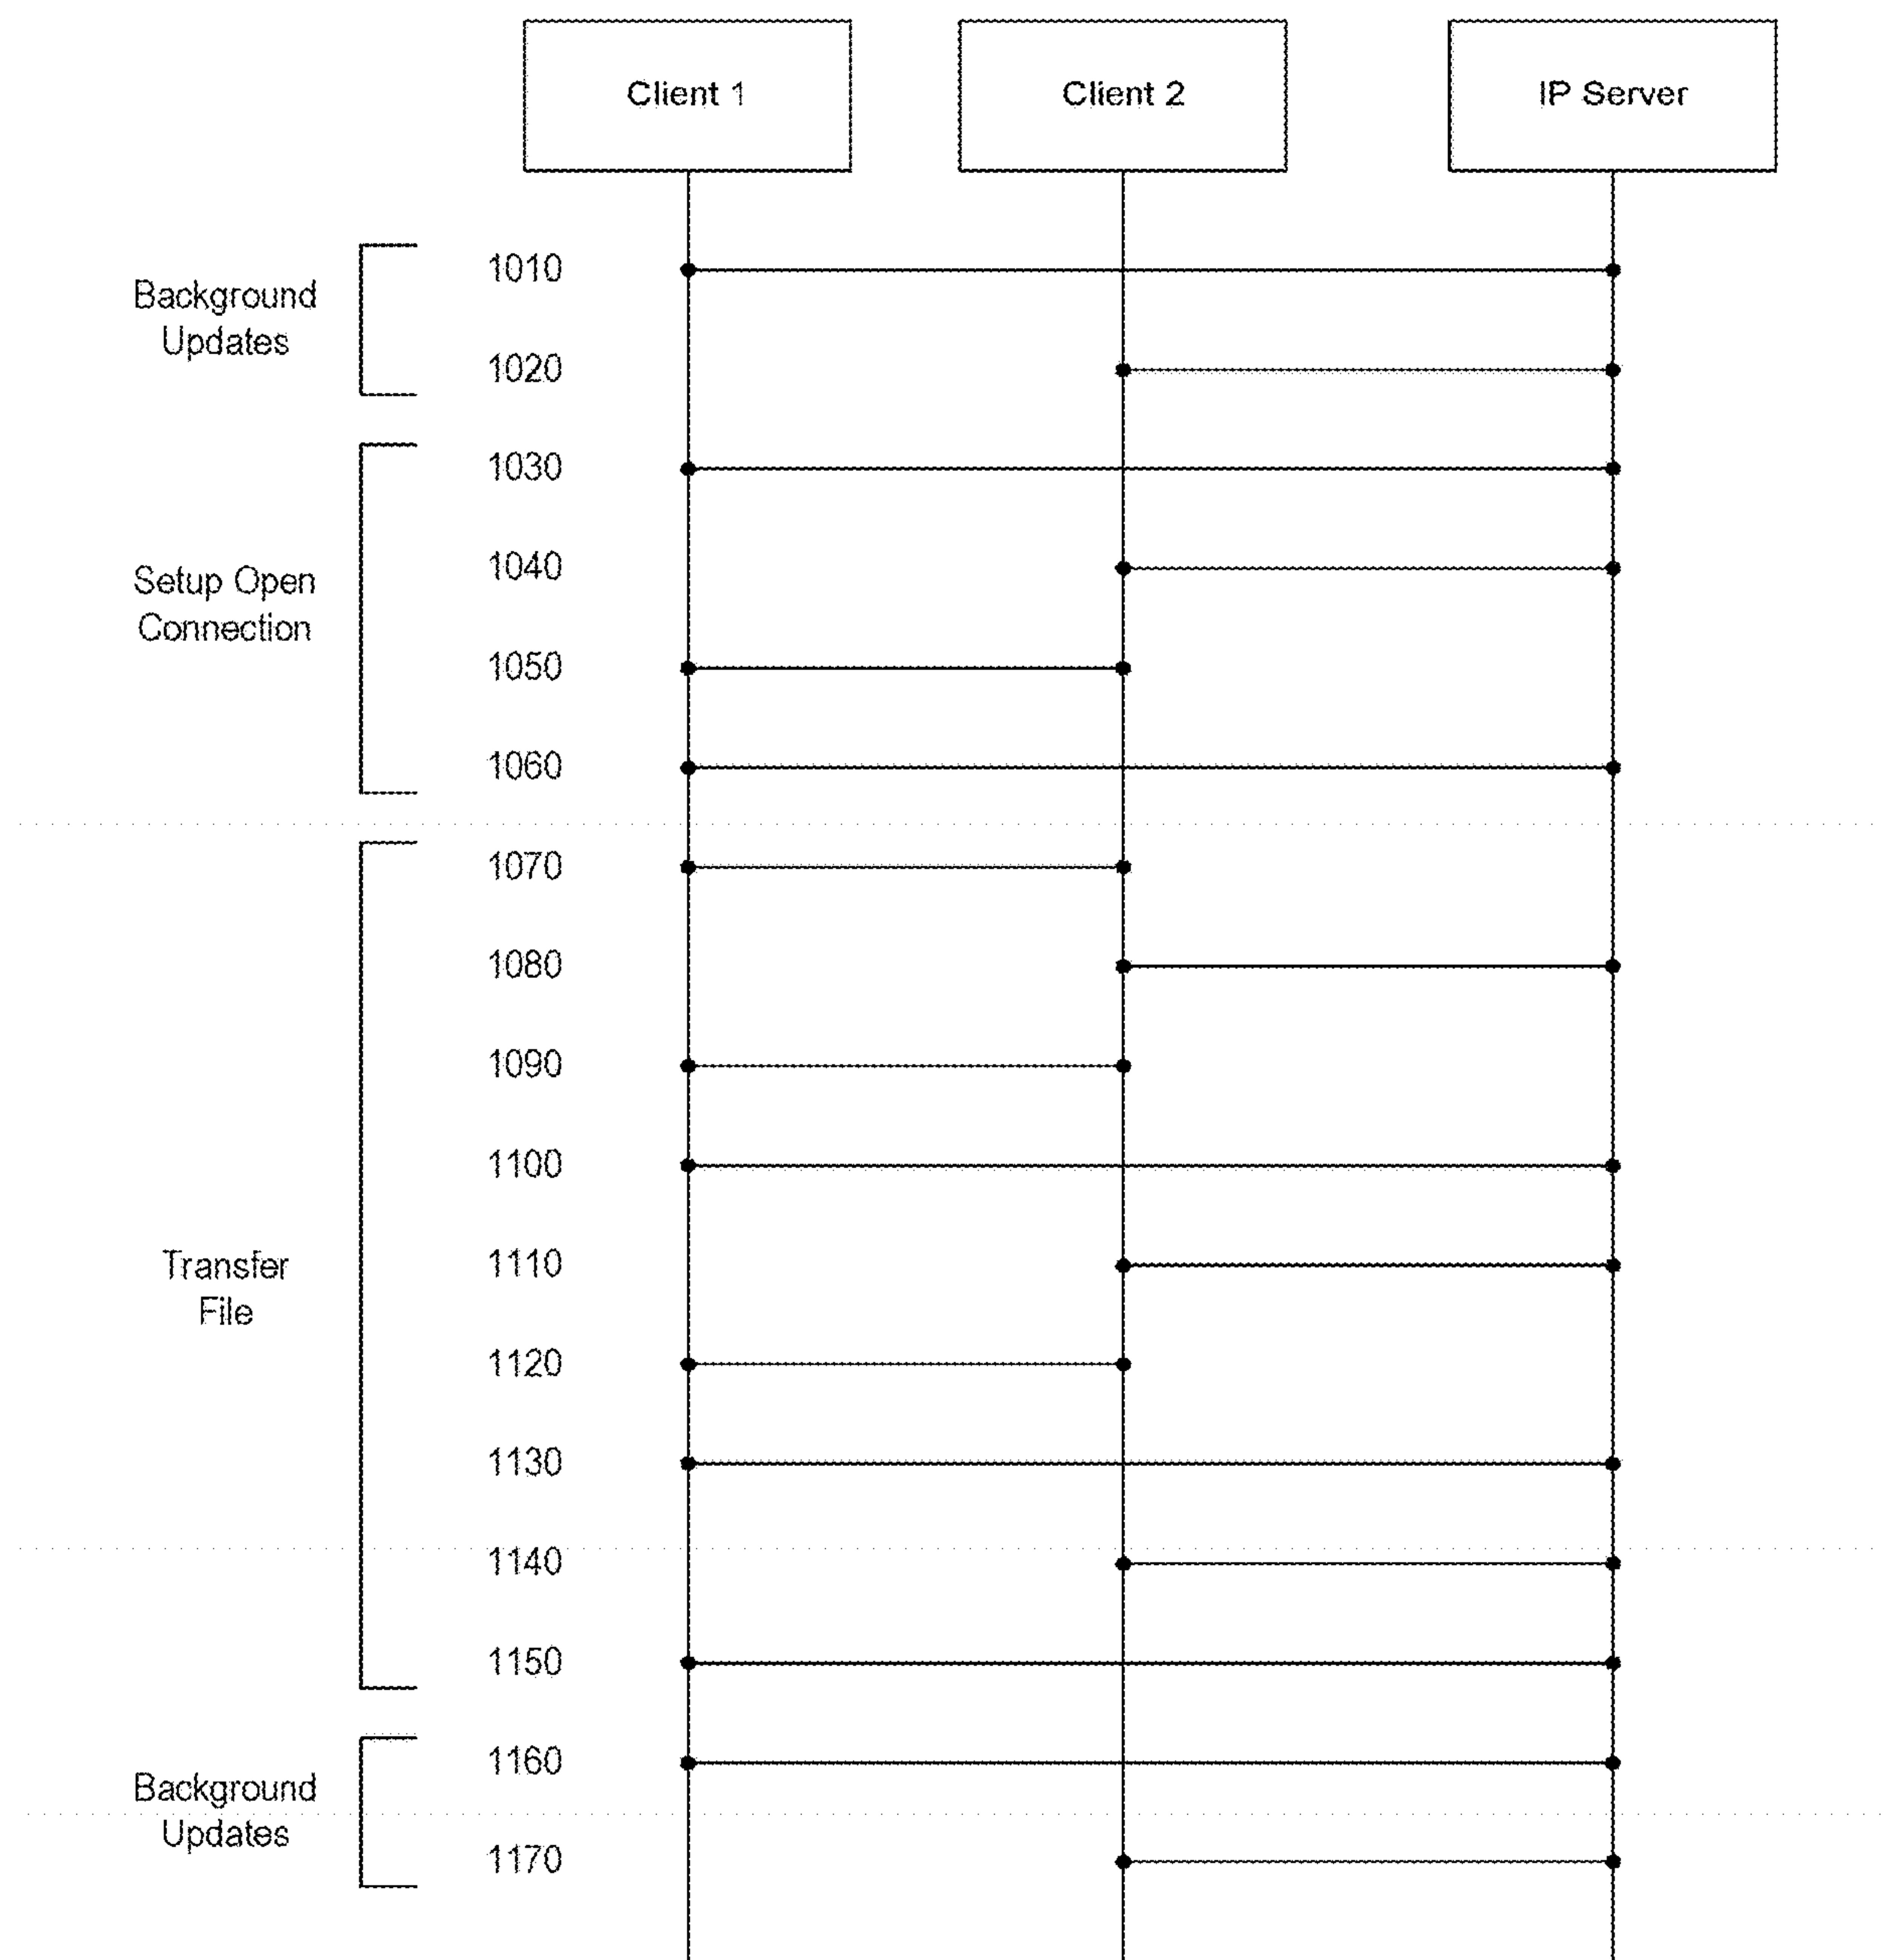 Client 1
Client 2
IP Server
Background
Updates
1010
1020
Setup Open
Connection
1030
1040
1050
1060
Transfer
File
1070
1080
1090
1100
1110
1120
1130
1140
1150
Background
Updates
1160
1170